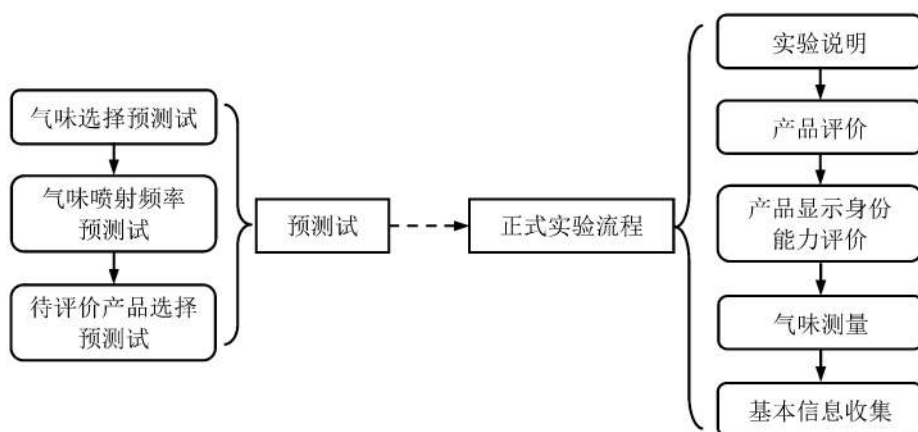 气味选择预测试
气味喷射频率
预测试
待评价产品选择
预测试
预测试
正式实验流程
实验说明
产品评价
产品显示身份
能力评价
气味测量
基本信息收集